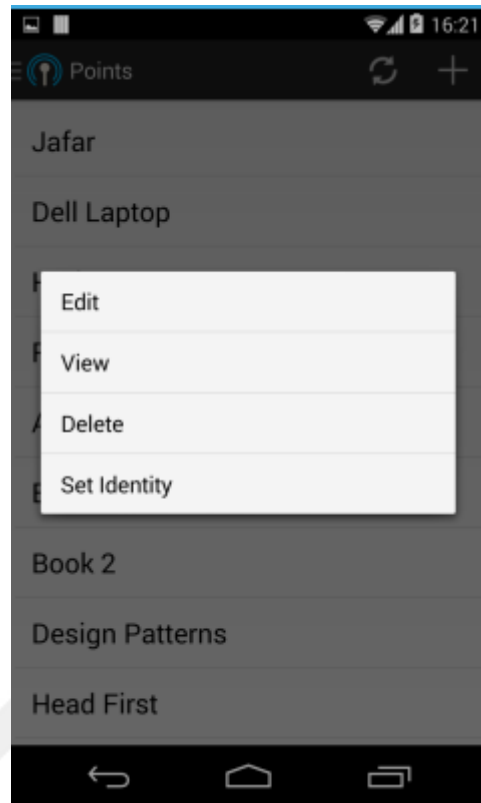 16:21
Points
Jafar
Dell Laptop
Edit
View
Delete
Set Identity
Book 2
Design Patterns
Head First